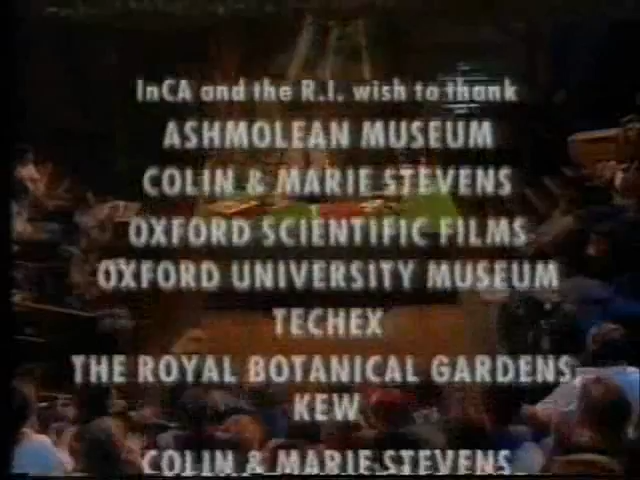 InCA and the R.I. wish to thank
ASHMOLEAN MUSEUM
COLIN & MARIE STEVENS
OXFORD SCIENTIFIC FILMS
OXFORD UNIVERSITY MUSEUM
TECHEX
THE ROYAL BOTANICAL GARDENS,
KEW
COLIN & MARIE STEVENS